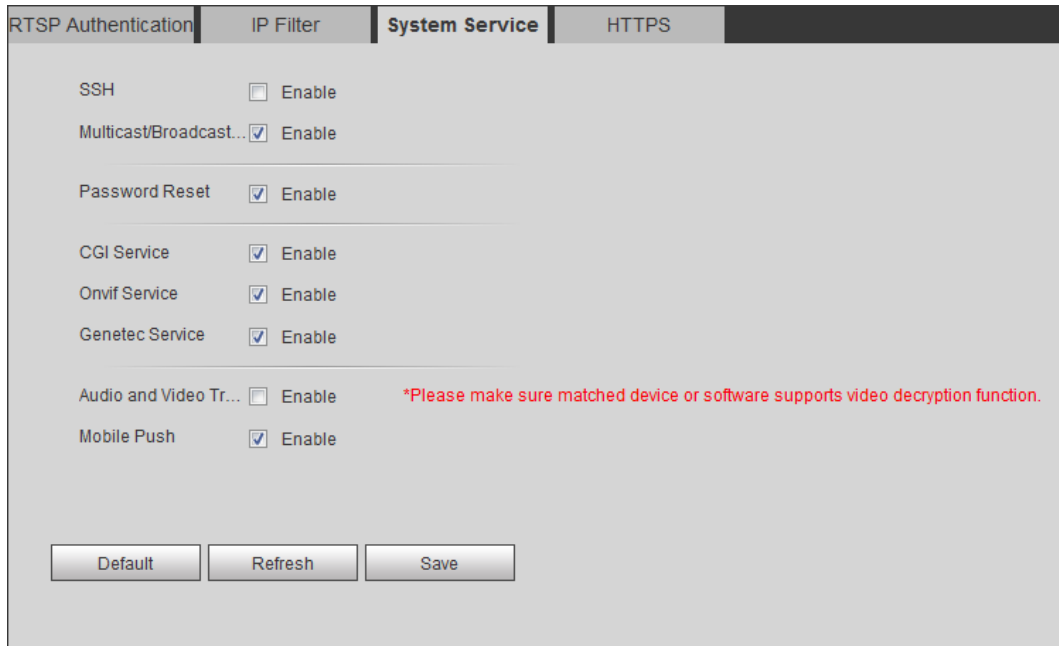 RTSP Authentication IP Filter System Service HTTPS
SSH Enable
Multicast/Broadcast... Enable
Password Reset Enable
CGI Service Enable
Onvif Service Enable
Genetec Service Enable
Audio and Video Tr... Enable *Please make sure matched device or software supports video decryption function.
Mobile Push Enable
Default Refresh Save